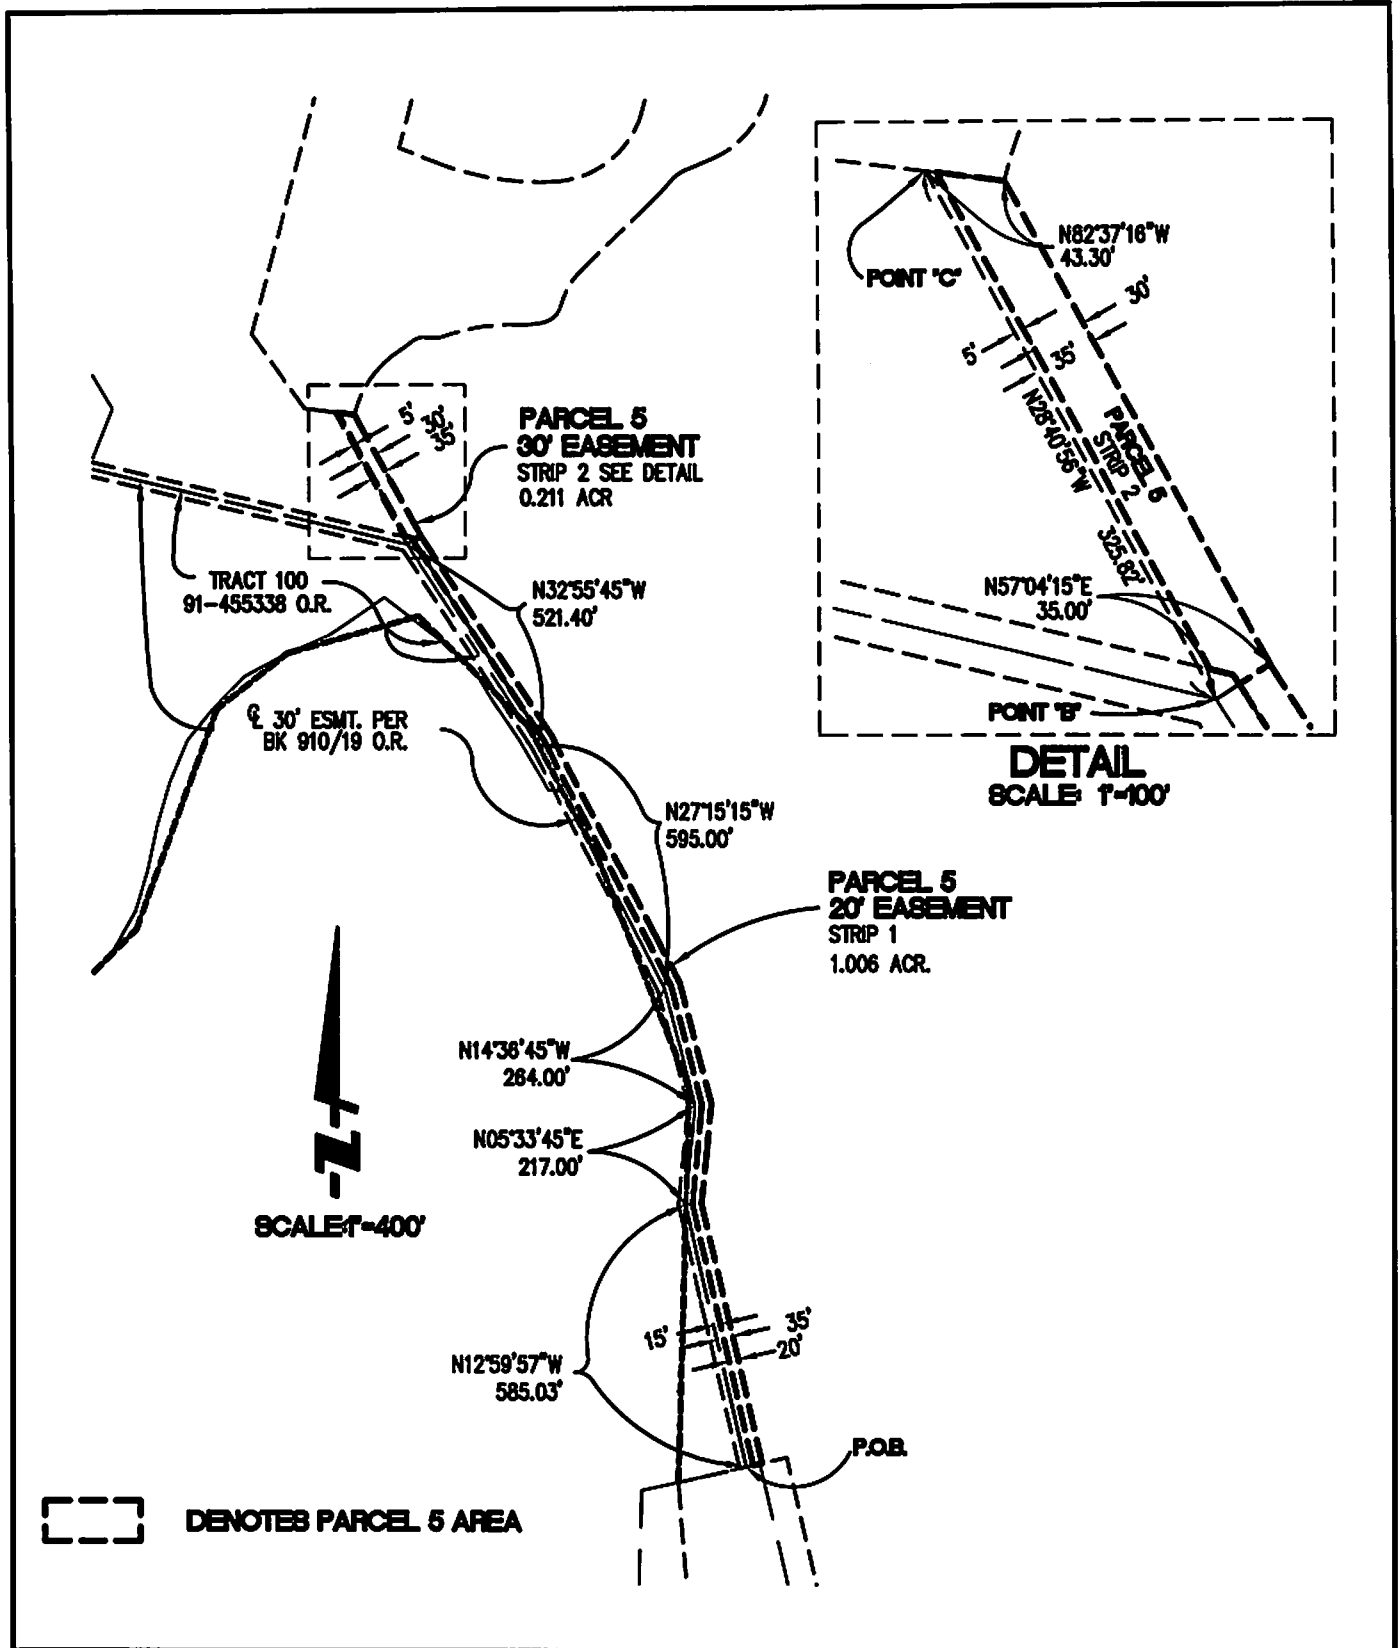 N82°37'16"W
43.30'
POINT "C"
30'
5'
35'
N28°40'56"W
325.82'
PARCEL 5
STRIP 2
N57°04'15"E
35.00'
POINT "B"
DETAIL
SCALE: 1"=100'
5'
30'
35'
PARCEL 5
30' EASEMENT
STRIP 2 SEE DETAIL
0.211 ACR
TRACT 100
91-455338 O.R.
N32°55'45"W
521.40'
℄ 30' ESMT. PER
BK 910/19 O.R.
N27°15'15"W
595.00'
PARCEL 5
20' EASEMENT
STRIP 1
1.006 ACR.
N14°36'45"W
264.00'
N05°33'45"E
217.00'
N
SCALE:1"=400'
15'
35'
20'
N12°59'57"W
585.03'
P.O.B.
DENOTES PARCEL 5 AREA